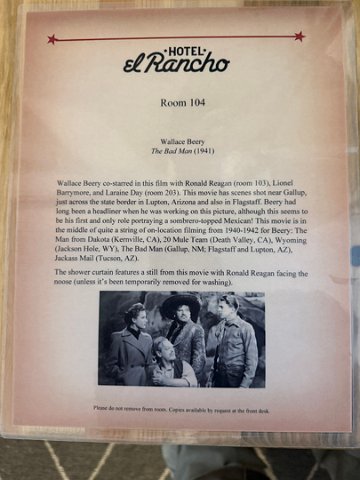 HOTEL
el Rancho
Room 104
Wallace Beery
The Bad Man (1941)
Wallace Beery co-starred in this film with Ronald Reagan (room 103), Lionel
Barrymore, and Laraine Day (room 203). This movie has scenes shot near Gallup,
just across the state border in Lupton, Arizona and also in Flagstaff. Beery had
long been a headliner when he was working on this picture, although this seems to
be his first and only role portraying a sombrero-topped Mexican! This movie is in
the middle of quite a string of on-location filming from 1940-1942 for Beery: The
Man from Dakota (Kernville, CA), 20 Mule Team (Death Valley, CA), Wyoming
(Jackson Hole, WY), The Bad Man (Gallup, NM; Flagstaff and Lupton, AZ),
Jackass Mail (Tucson, AZ).
The shower curtain features a still from this movie with Ronald Reagan facing the
noose (unless it's been temporarily removed for washing).
Please do not remove from room. Copies available by request at the front desk.